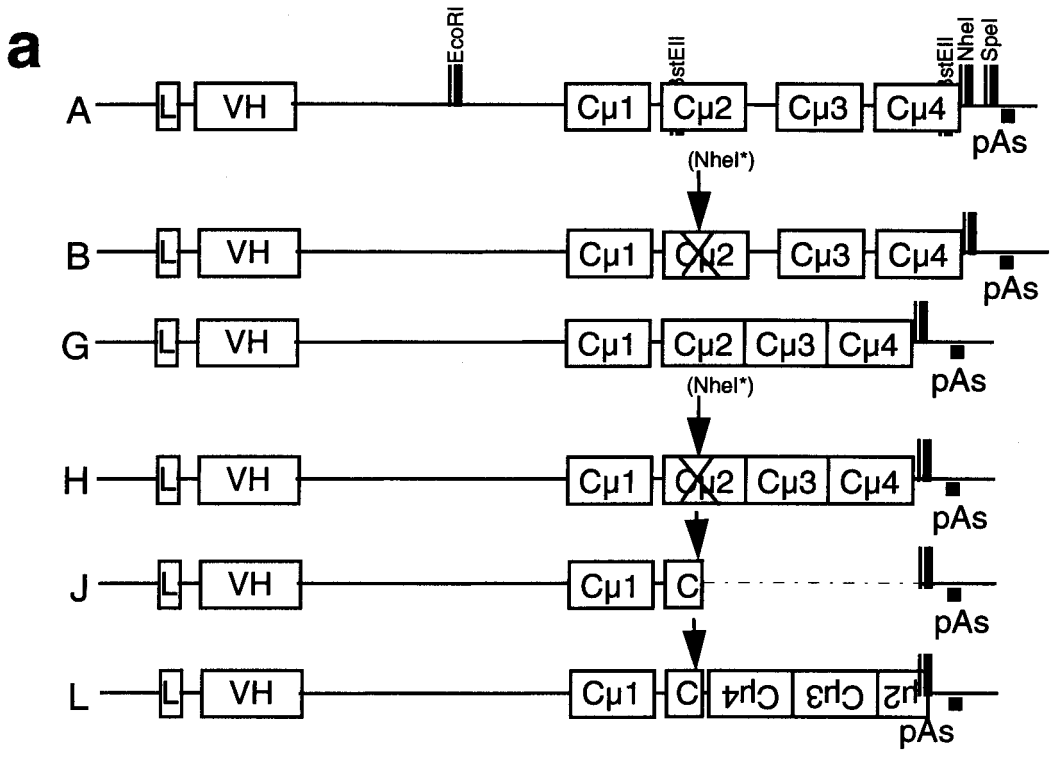 a
EcoRI BstEII BstEII NheI SpeI
A L VH Cµ1 Cµ2 Cµ3 Cµ4
pAs
(NheI*)
B L VH Cµ1 Cµ2 Cµ3 Cµ4
pAs
G L VH Cµ1 Cµ2 Cµ3 Cµ4
pAs
(NheI*)
H L VH Cµ1 Cµ2 Cµ3 Cµ4
pAs
J L VH Cµ1 C
pAs
L L VH Cµ1 C Cµ4 Cµ3 µ2
pAs